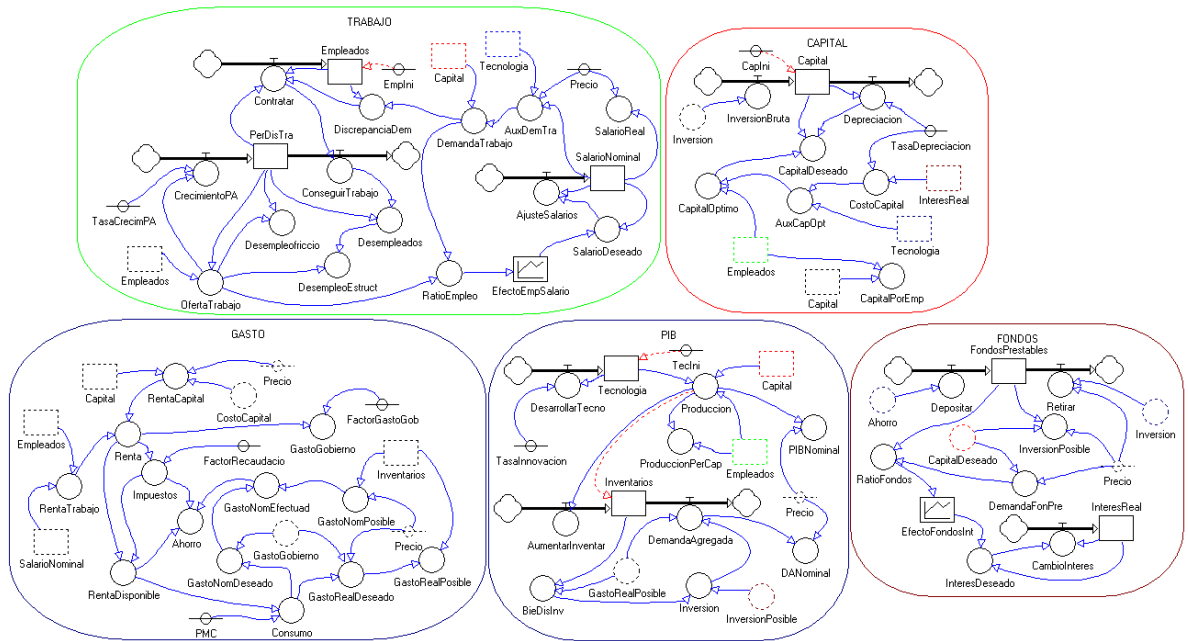 TRABAJO
Empleados
Capital
Tecnologia
EmpIni
Precio
Contratar
DiscrepanciaDem
DemandaTrabajo
AuxDemTra
SalarioReal
PerDisTra
SalarioNominal
CrecimientoPA
ConseguirTrabajo
AjusteSalarios
TasaCrecimPA
Desempleofriccio
Desempleados
SalarioDeseado
Empleados
DesempleoEstruct
EfectoEmpSalario
OfertaTrabajo
RatioEmpleo
CAPITAL
CapIni
Capital
Inversion
InversionBruta
Depreciacion
TasaDepreciacion
CapitalDeseado
CapitalOptimo
CostoCapital
InteresReal
AuxCapOpt
Tecnologia
Empleados
Capital
CapitalPorEmp
GASTO
Capital
RentaCapital
Precio
CostoCapital
FactorGastoGob
Empleados
Renta
GastoGobierno
FactorRecaudacio
Inventarios
Impuestos
RentaTrabajo
GastoNomEfectuad
GastoNomPosible
Ahorro
GastoGobierno
Precio
SalarioNominal
RentaDisponible
GastoNomDeseado
GastoRealDeseado
GastoRealPosible
PMC
Consumo
PIB
TecIni
Tecnologia
Capital
DesarrollarTecno
Produccion
TasaInnovacion
ProduccionPerCap
Empleados
PIBNominal
Inventarios
Precio
AumentarInventar
DemandaAgregada
DANominal
BieDisInv
GastoRealPosible
Inversion
InversionPosible
FONDOS
FondosPrestables
Ahorro
Depositar
Retirar
Inversion
CapitalDeseado
InversionPosible
RatioFondos
Precio
DemandaFonPre
EfectoFondosInt
InteresReal
CambioInteres
InteresDeseado